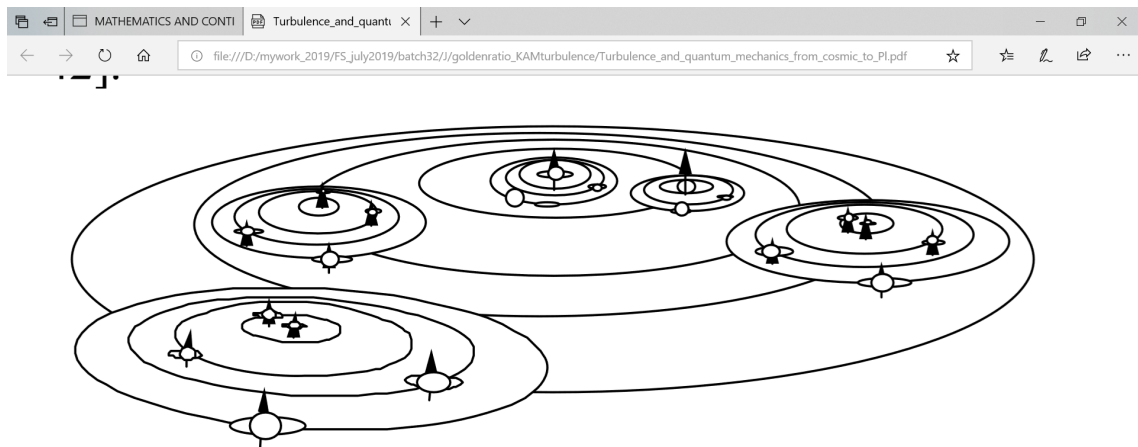 MATHEMATICS AND CONTI
Turbulence_and_quantu
file:///D:/mywork_2019/FS_july2019/batch32/J/goldenratio_KAMturbulence/Turbulence_and_quantum_mechanics_from_cosmic_to_Pl.pdf